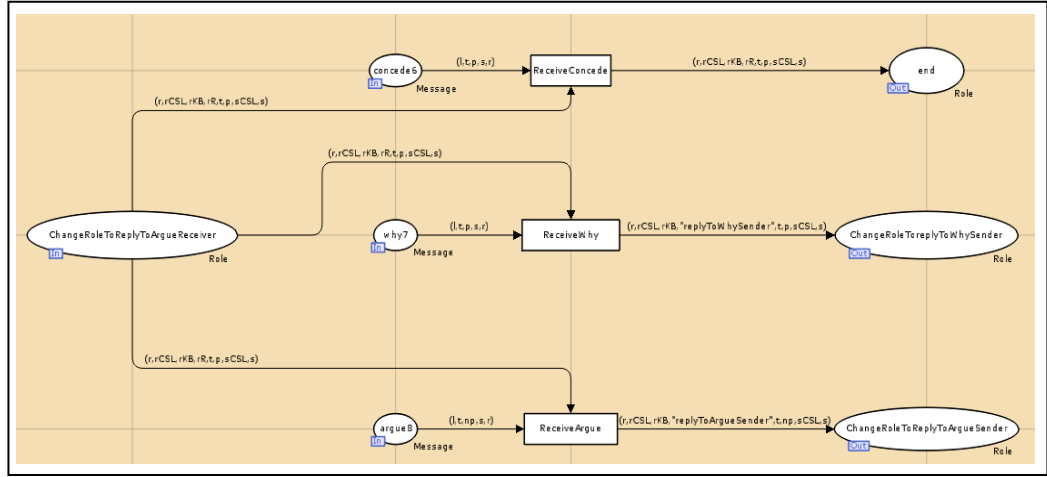 concede6
In
Message
(l,t,p,s,r)
ReceiveConcede
(r,rCSL,rKB,rR,t,p,sCSL,s)
end
Out
Role
(r,rCSL,rKB,rR,t,p,sCSL,s)
(r,rCSL,rKB,rR,t,p,sCSL,s)
ChangeRoleToReplyToArgueReceiver
In
Role
why7
In
Message
(l,t,p,s,r)
ReceiveWhy
(r,rCSL,rKB,"replyToWhySender",t,p,sCSL,s)
ChangeRoleToreplyToWhySender
Out
Role
(r,rCSL,rKB,rR,t,p,sCSL,s)
argue8
In
Message
(l,t,np,s,r)
ReceiveArgue
(r,rCSL,rKB,"replyToArgueSender",t,np,sCSL,s)
ChangeRoleToReplyToArgueSender
Out
Role